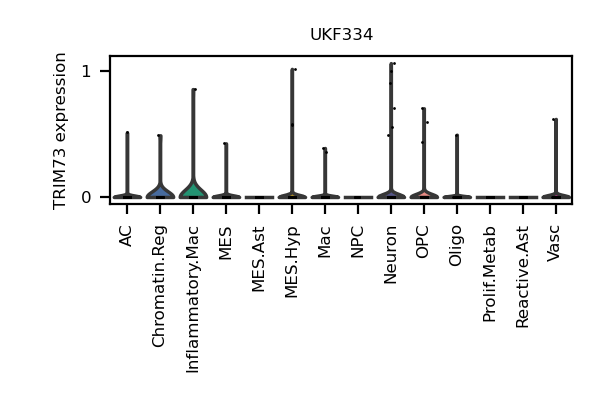 UKF334
TRIM73 expression
1
0
AC
Chromatin.Reg
Inflammatory.Mac
MES
MES.Ast
MES.Hyp
Mac
NPC
Neuron
OPC
Oligo
Prolif.Metab
Reactive.Ast
Vasc